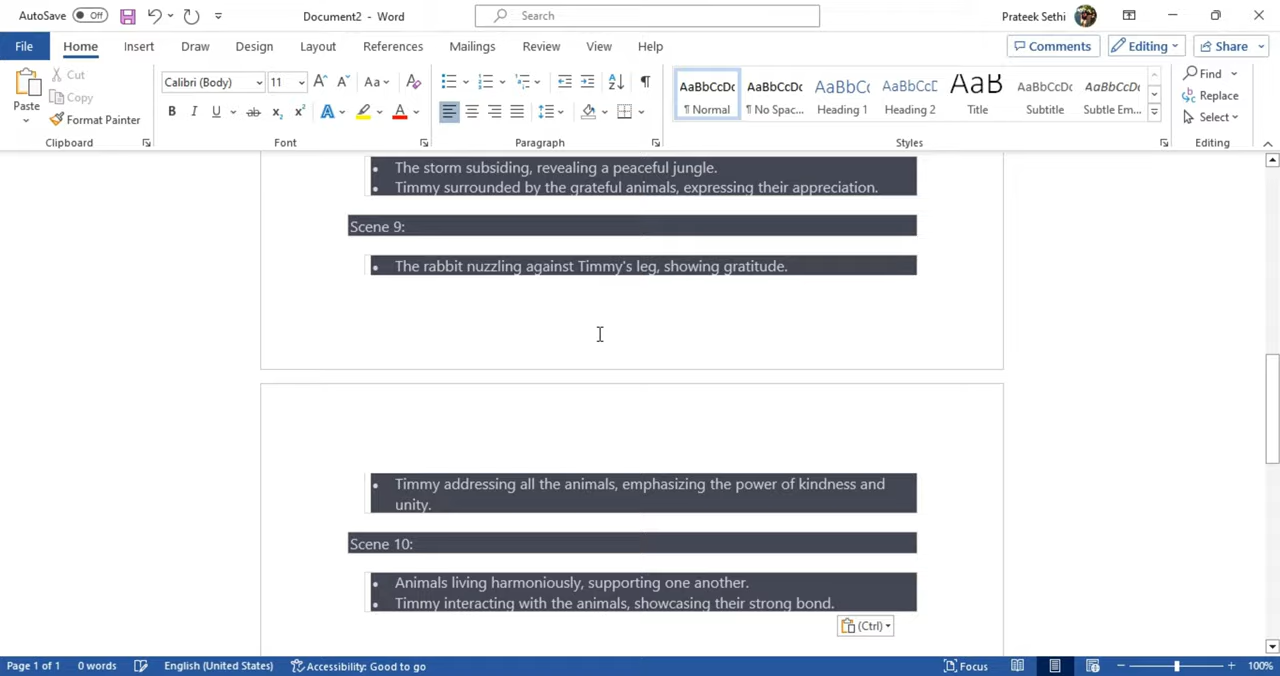 AutoSave Off Document2 - Word Search Prateek Sethi
File Home Insert Draw Design Layout References Mailings Review View Help Comments Editing Share
Paste Cut Copy Format Painter
Clipboard
Calibri (Body) 11 Aa
B I U ab x2 x2 A A
Font
Paragraph
AaBbCcDc AaBbCcDc AaBbC AaBbCcD AaB AaBbCcDc AaBbCcDc
¶ Normal ¶ No Spac... Heading 1 Heading 2 Title Subtitle Subtle Em...
Styles
Find
Replace
Select
Editing
• The storm subsiding, revealing a peaceful jungle.
• Timmy surrounded by the grateful animals, expressing their appreciation.
Scene 9:
• The rabbit nuzzling against Timmy's leg, showing gratitude.
• Timmy addressing all the animals, emphasizing the power of kindness and
unity.
Scene 10:
• Animals living harmoniously, supporting one another.
• Timmy interacting with the animals, showcasing their strong bond.
(Ctrl)
Page 1 of 1 0 words English (United States) Accessibility: Good to go Focus 100%